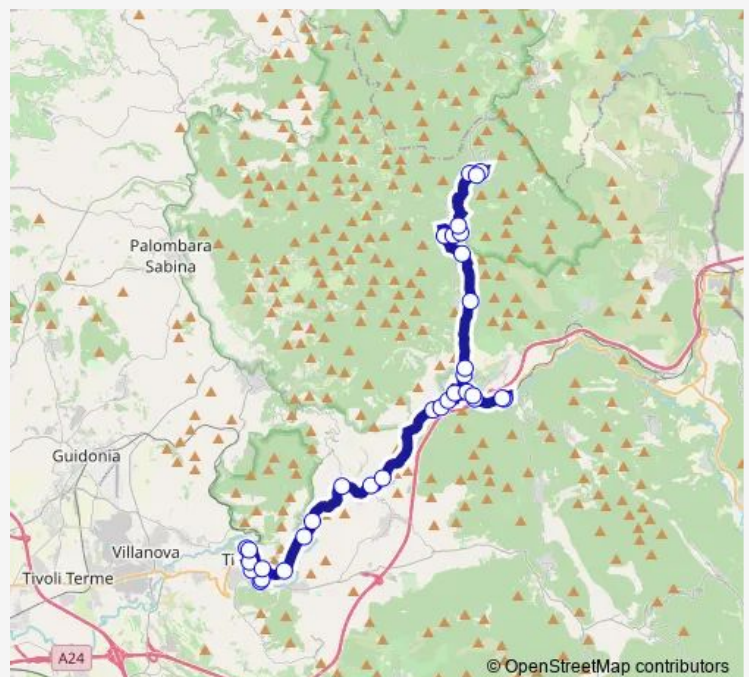 Palombara
Sabina
Guidonia
Villanova
Ti
Tivoli Terme
A24
© OpenStreetMap contributors